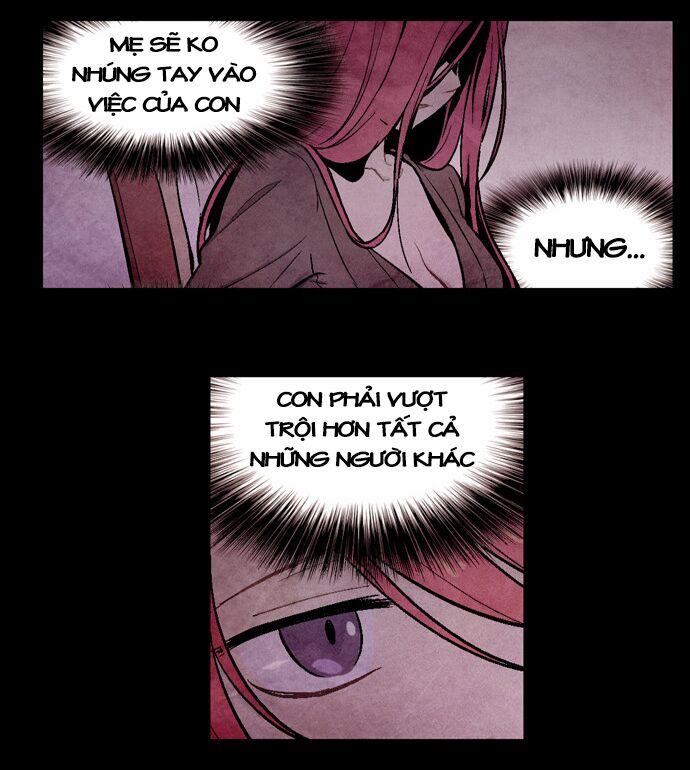 MẸ SẼ KO
NHÚNG TAY VÀO
VIỆC CỦA CON
NHƯNG...
CON PHẢI VƯỢT
TRỘI HƠN TẤT CẢ
NHỮNG NGƯỜI KHÁC